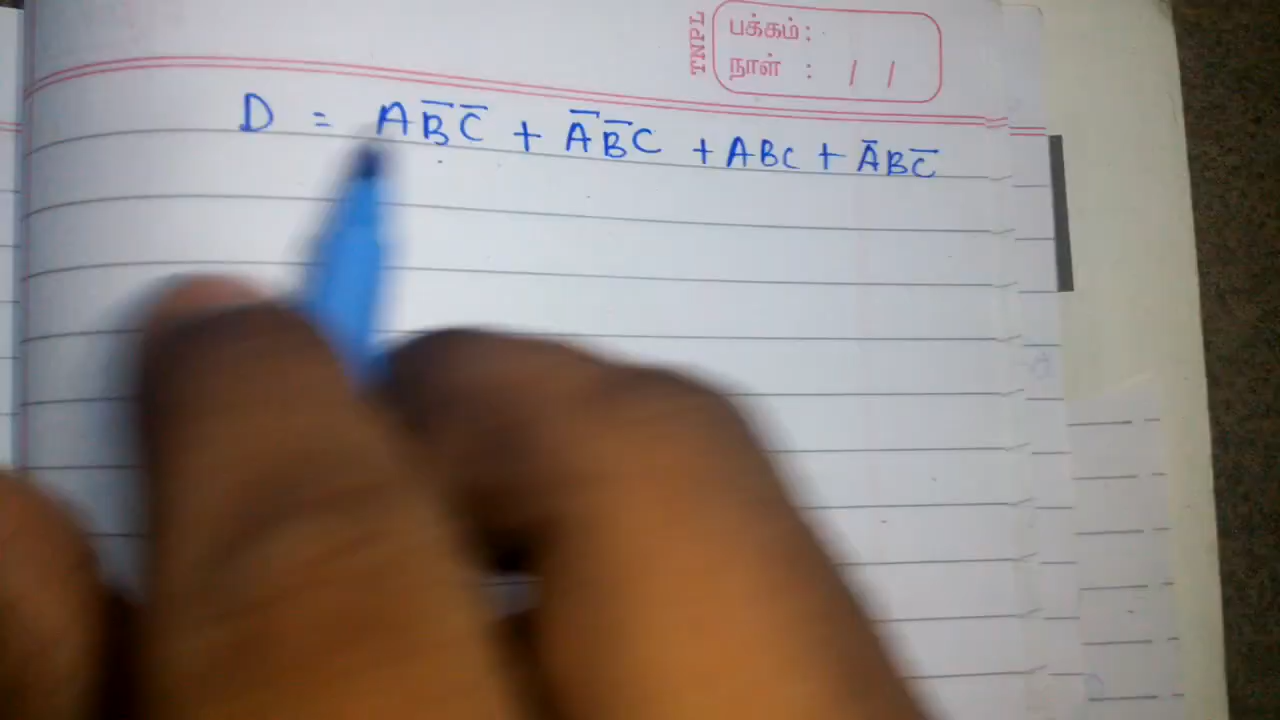 TNPL
பக்கம் :
நாள் : / /
D = AB̅C̅ + A̅B̅C + ABC + A̅BC̅